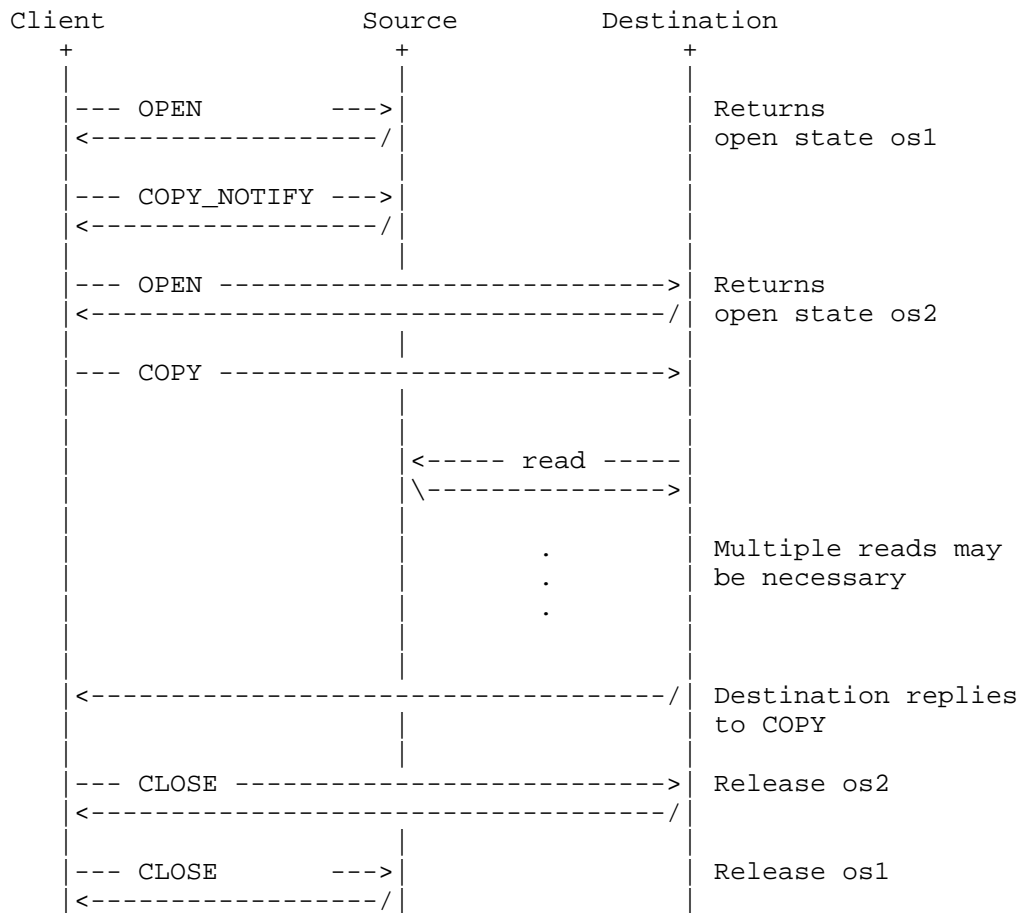 Client Source Destination
+ + +
| | |
|--- OPEN --->| | Returns
|<------------------/| | open state os1
| | |
|--- COPY_NOTIFY --->| |
|<------------------/| |
| | |
|--- OPEN ---------------------------->| Returns
|<------------------------------------/| open state os2
| | |
|--- COPY ---------------------------->|
| | |
| | |
| |<----- read -----|
| |\--------------->|
| | |
| | . | Multiple reads may
| | . | be necessary
| | . |
| | |
| | |
|<------------------------------------/| Destination replies
| | | to COPY
| | |
|--- CLOSE --------------------------->| Release os2
|<------------------------------------/|
| | |
|--- CLOSE --->| | Release os1
|<------------------/| |